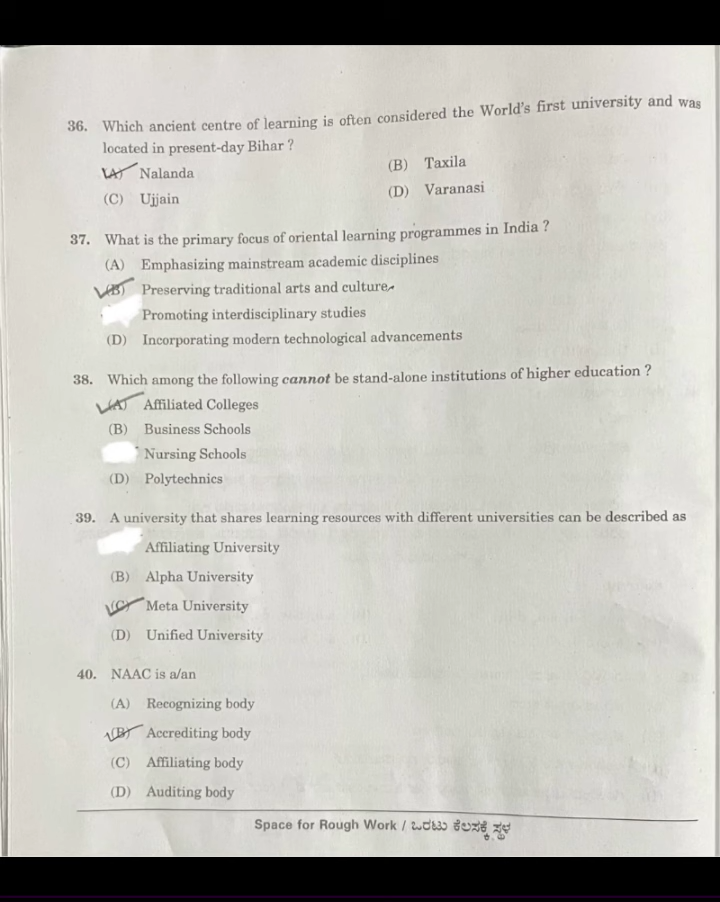 36. Which ancient centre of learning is often considered the World's first university and was
located in present-day Bihar ?
(A) Nalanda (B) Taxila
(C) Ujjain (D) Varanasi
37. What is the primary focus of oriental learning programmes in India ?
(A) Emphasizing mainstream academic disciplines
(B) Preserving traditional arts and culture
Promoting interdisciplinary studies
(D) Incorporating modern technological advancements
38. Which among the following cannot be stand-alone institutions of higher education ?
(A) Affiliated Colleges
(B) Business Schools
Nursing Schools
(D) Polytechnics
39. A university that shares learning resources with different universities can be described as
Affiliating University
(B) Alpha University
(C) Meta University
(D) Unified University
40. NAAC is a/an
(A) Recognizing body
(B) Accrediting body
(C) Affiliating body
(D) Auditing body
Space for Rough Work / ಒರಟು ಕೆಲಸಕ್ಕೆ ಸ್ಥಳ